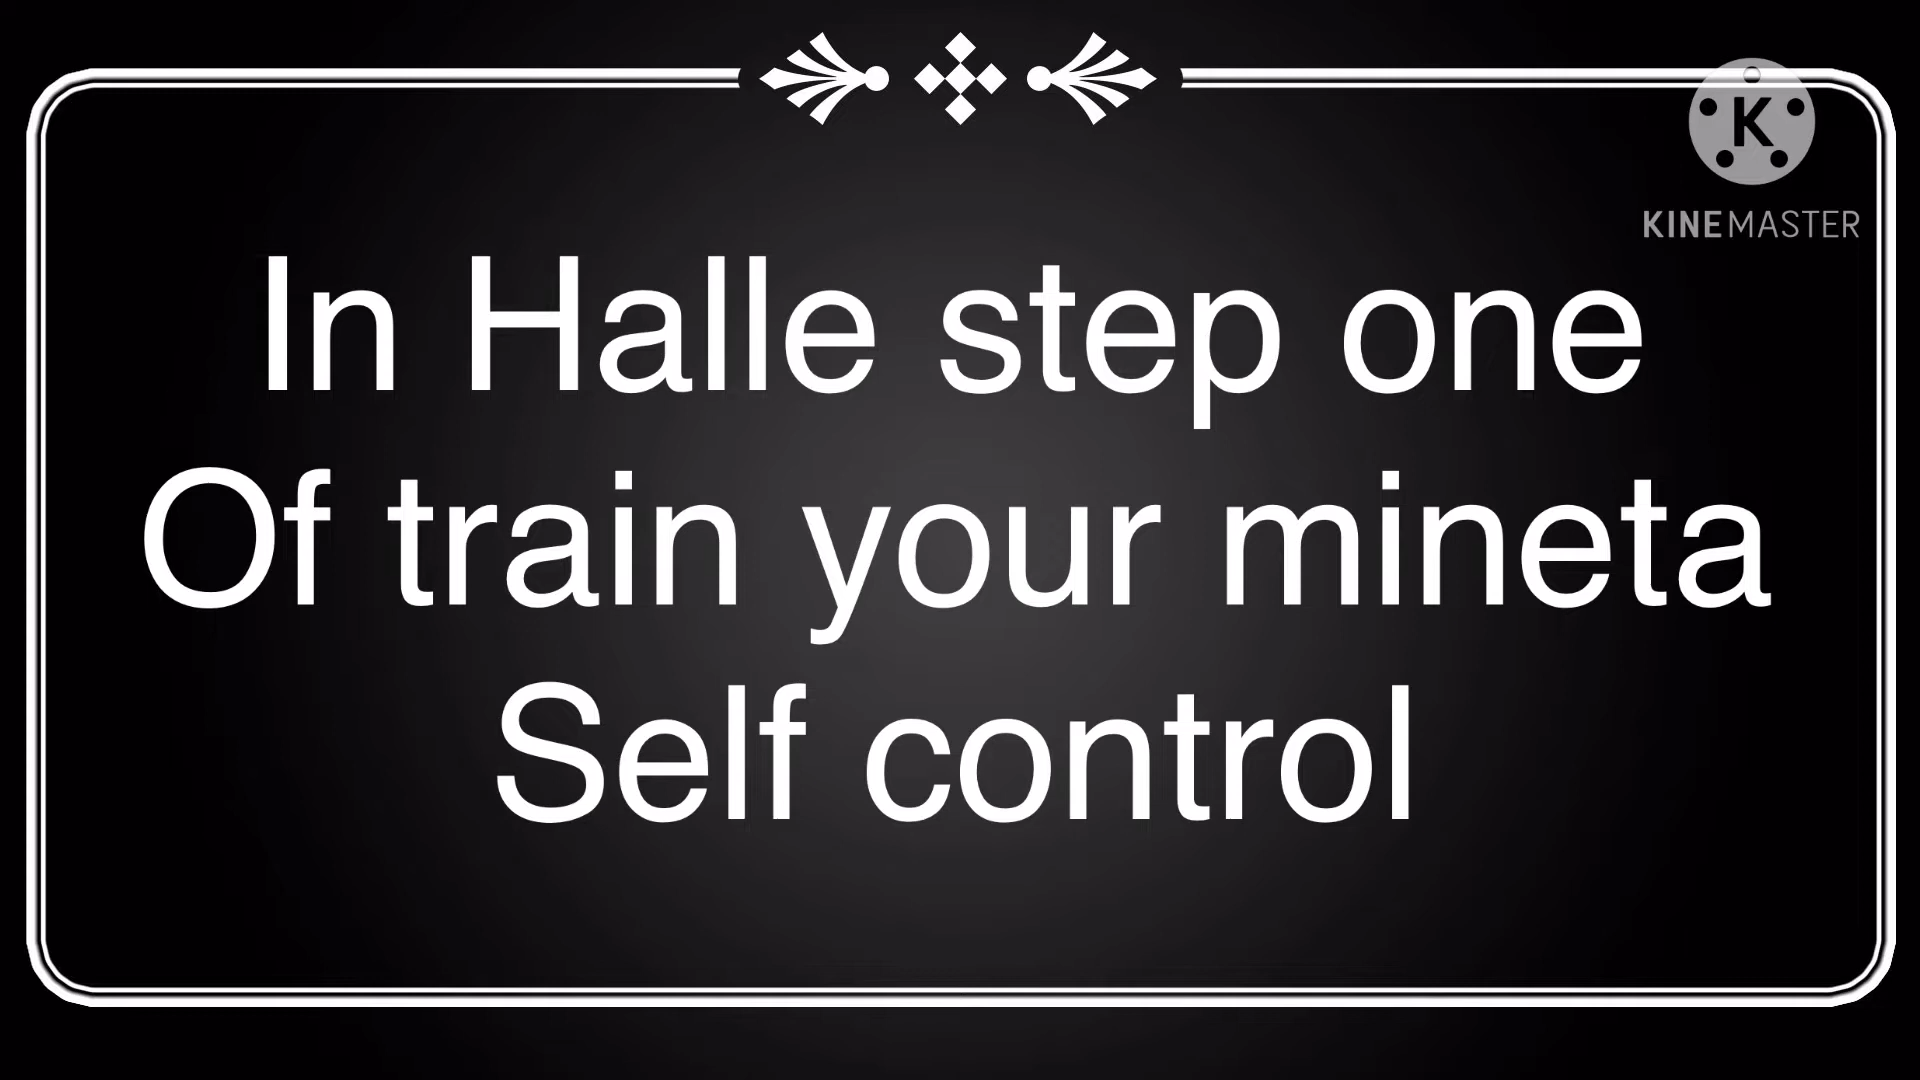 K
KINEMASTER
In Halle step one
Of train your mineta
Self control